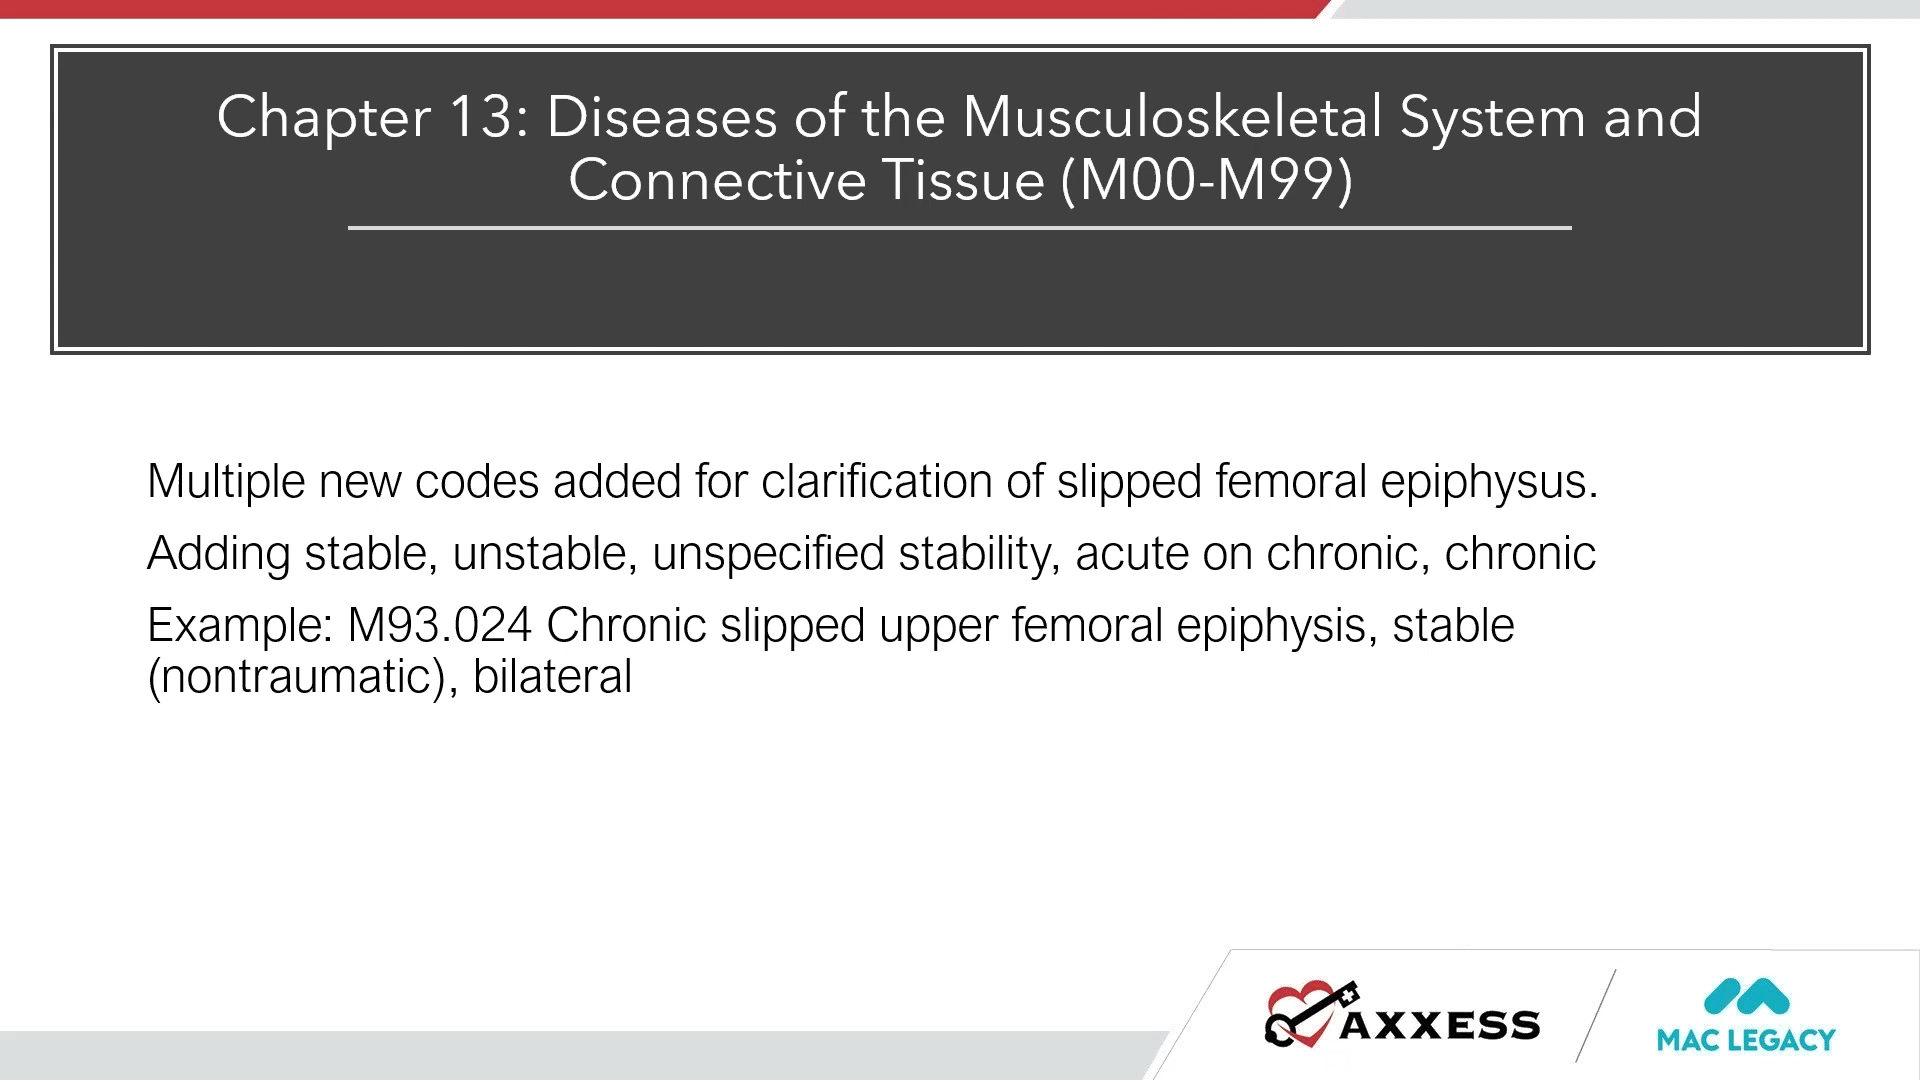 Chapter 13: Diseases of the Musculoskeletal System and
Connective Tissue (M00-M99)
Multiple new codes added for clarification of slipped femoral epiphysus.
Adding stable, unstable, unspecified stability, acute on chronic, chronic
Example: M93.024 Chronic slipped upper femoral epiphysis, stable
(nontraumatic), bilateral
AXXESS
MAC LEGACY